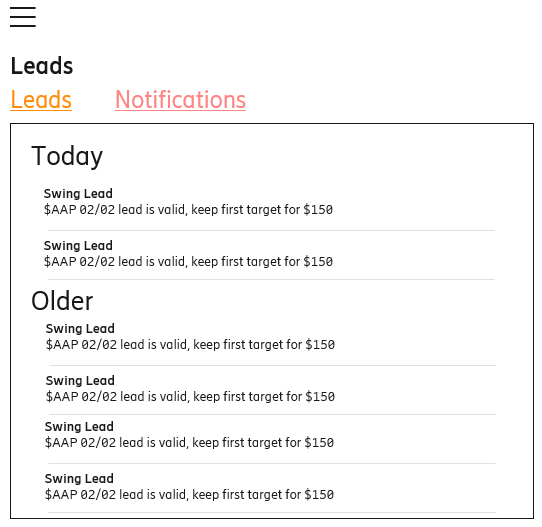 Leads
Leads Notifications
Today
Swing Lead
$AAP 02/02 lead is valid, keep first target for $150
Swing Lead
$AAP 02/02 lead is valid, keep first target for $150
Older
Swing Lead
$AAP 02/02 lead is valid, keep first target for $150
Swing Lead
$AAP 02/02 lead is valid, keep first target for $150
Swing Lead
$AAP 02/02 lead is valid, keep first target for $150
Swing Lead
$AAP 02/02 lead is valid, keep first target for $150